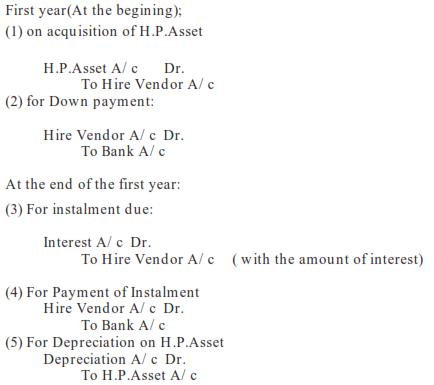 First year(At the begining);
(1) on acquisition of H.P.Asset
H.P.Asset A/ c Dr.
To Hire Vendor A/ c
(2) for Down payment:
Hire Vendor A/ c Dr.
To Bank A/ c
At the end of the first year:
(3) For instalment due:
Interest A/ c Dr.
To Hire Vendor A/ c ( with the amount of interest)
(4) For Payment of Instalment
Hire Vendor A/ c Dr.
To Bank A/ c
(5) For Depreciation on H.P.Asset
Depreciation A/ c Dr.
To H.P.Asset A/ c